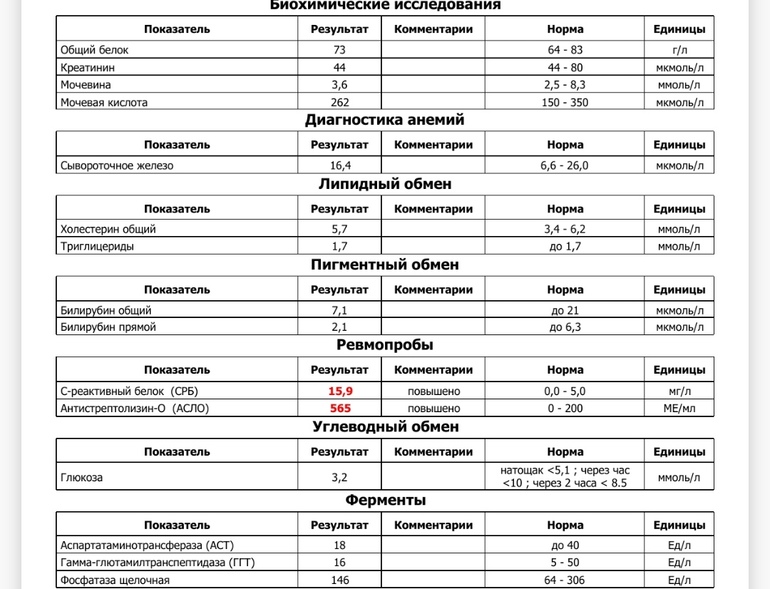 Биохимические исследования
Показатель Результат Комментарии Норма Единицы
Общий белок 73 64 - 83 г/л
Креатинин 44 44 - 80 мкмоль/л
Мочевина 3,6 2,5 - 8,3 ммоль/л
Мочевая кислота 262 150 - 350 мкмоль/л
Диагностика анемий
Показатель Результат Комментарии Норма Единицы
Сывороточное железо 16,4 6,6 - 26,0 мкмоль/л
Липидный обмен
Показатель Результат Комментарии Норма Единицы
Холестерин общий 5,7 3,4 - 6,2 ммоль/л
Триглицериды 1,7 до 1,7 ммоль/л
Пигментный обмен
Показатель Результат Комментарии Норма Единицы
Билирубин общий 7,1 до 21 мкмоль/л
Билирубин прямой 2,1 до 6,3 мкмоль/л
Ревмопробы
Показатель Результат Комментарии Норма Единицы
С-реактивный белок (СРБ) 15,9 повышено 0,0 - 5,0 мг/л
Антистрептолизин-О (АСЛО) 565 повышено 0 - 200 МЕ/мл
Углеводный обмен
Показатель Результат Комментарии Норма Единицы
Глюкоза 3,2 натощак <5,1 ; через час <10 ; через 2 часа < 8.5 ммоль/л
Ферменты
Показатель Результат Комментарии Норма Единицы
Аспартатаминотрансфераза (АСТ) 18 до 40 Ед/л
Гамма-глютамилтранспептидаза (ГГТ) 16 5 - 50 Ед/л
Фосфатаза щелочная 146 64 - 306 Ед/л